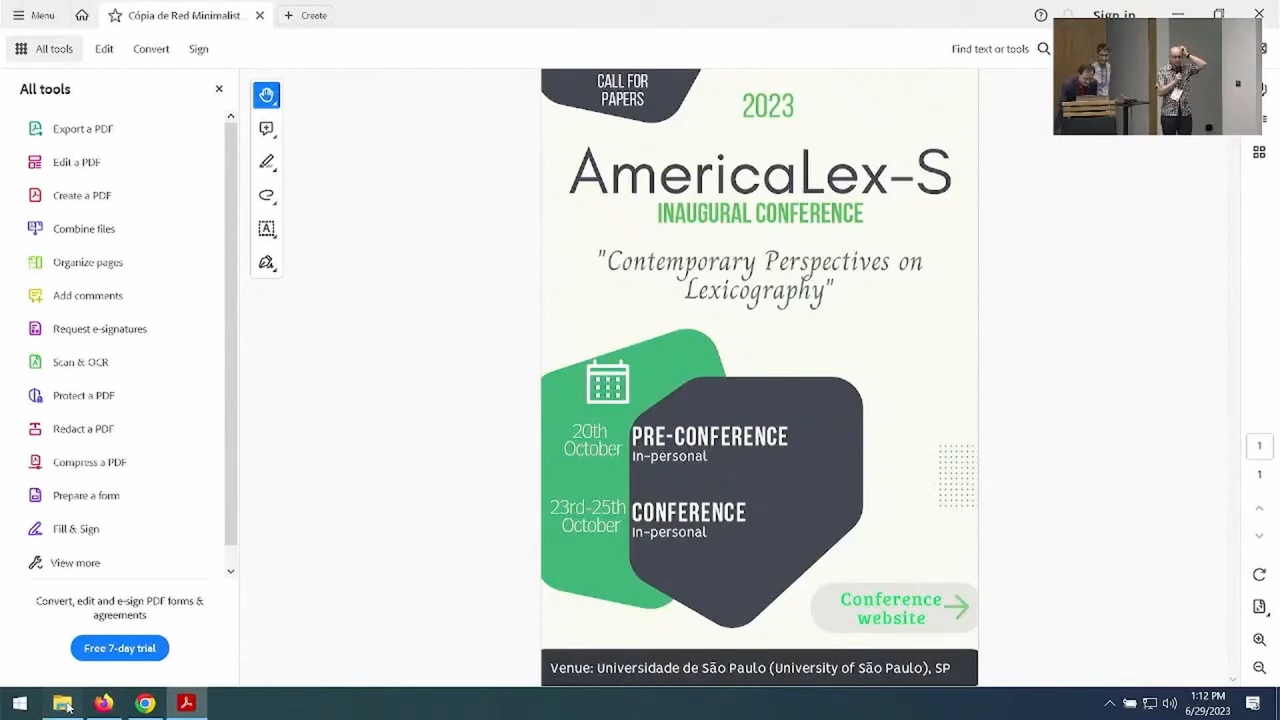 Menu
Cópia de Red Minimalist
Create
Sign in
All tools
Edit
Convert
Sign
Find text or tools
All tools
Export a PDF
Edit a PDF
Create a PDF
Combine files
Organize pages
Add comments
Request e-signatures
Scan & OCR
Protect a PDF
Redact a PDF
Compress a PDF
Prepare a form
Fill & Sign
View more
Convert, edit and e-sign PDF forms &
agreements
Free 7-day trial
CALL FOR
PAPERS
2023
AmericaLex-S
INAUGURAL CONFERENCE
"Contemporary Perspectives on
Lexicography"
20th
October
PRE-CONFERENCE
In-personal
23rd-25th
October
CONFERENCE
In-personal
Conference
website
Venue: Universidade de São Paulo (University of São Paulo), SP
1
1
1:12 PM
6/29/2023